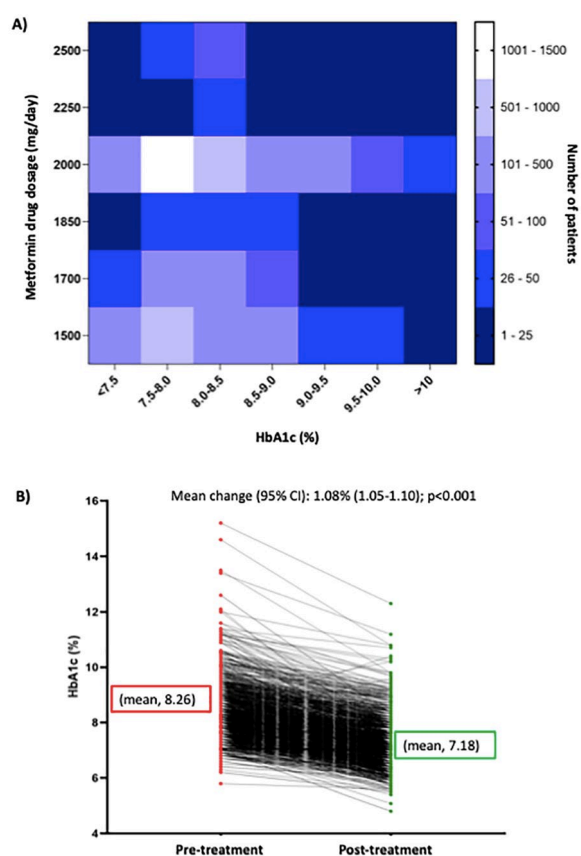 A)
Metformin drug dosage (mg/day)
2500
2250
2000
1850
1700
1500
<7.5
7.5-8.0
8.0-8.5
8.5-9.0
9.0-9.5
9.5-10.0
>10
HbA1c (%)
1001 - 1500
501 - 1000
101 - 500
51 - 100
26 - 50
1 - 25
Number of patients
B)
Mean change (95% CI): 1.08% (1.05-1.10); p<0.001
HbA1c (%)
16
14
12
10
8
6
4
(mean, 8.26)
(mean, 7.18)
Pre-treatment
Post-treatment